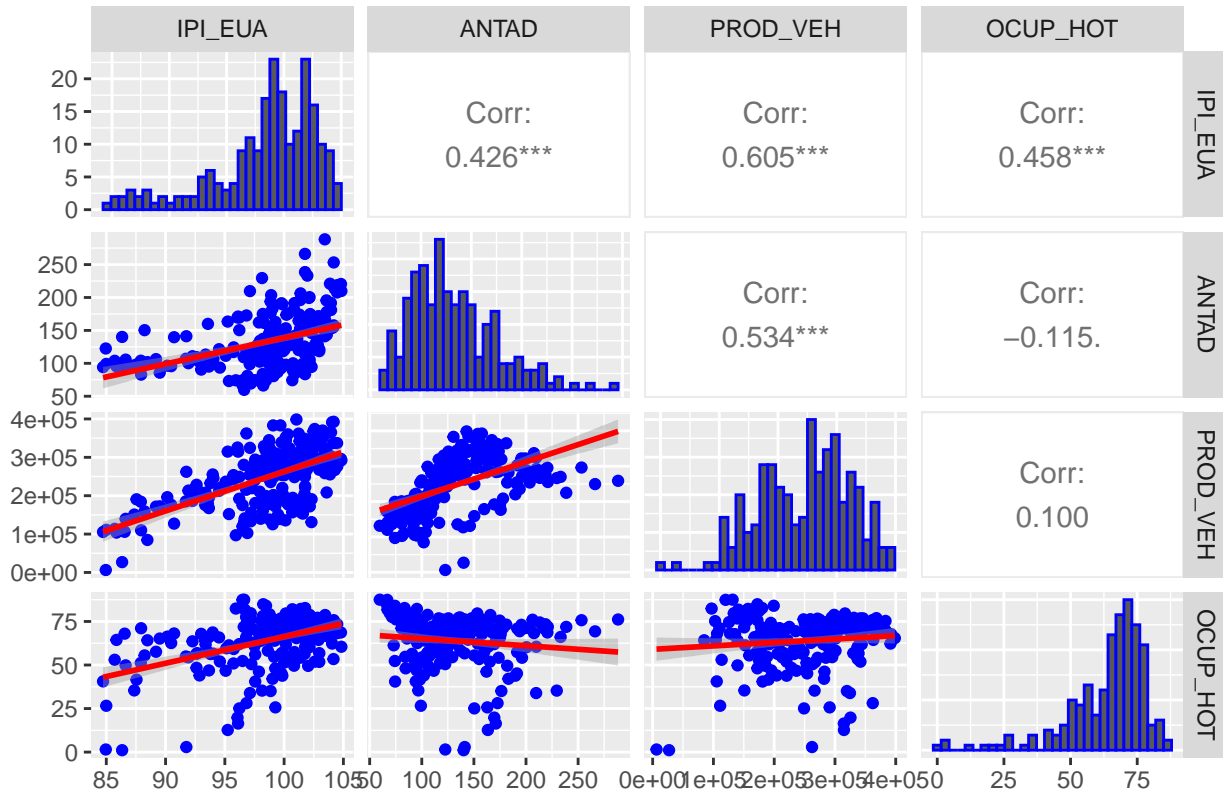 IPI_EUA ANTAD PROD_VEH OCUP_HOT
20
15
10
5
0
Corr:
0.426***
Corr:
0.605***
Corr:
0.458***
IPI_EUA
250
200
150
100
50
Corr:
0.534***
Corr:
−0.115.
ANTAD
4e+05
3e+05
2e+05
1e+05
0e+00
Corr:
0.100
PROD_VEH
75
50
25
0
OCUP_HOT
85 90 95 100 105
50 100 150 200 250
0e+00 1e+05 2e+05 3e+05 4e+05
0 25 50 75